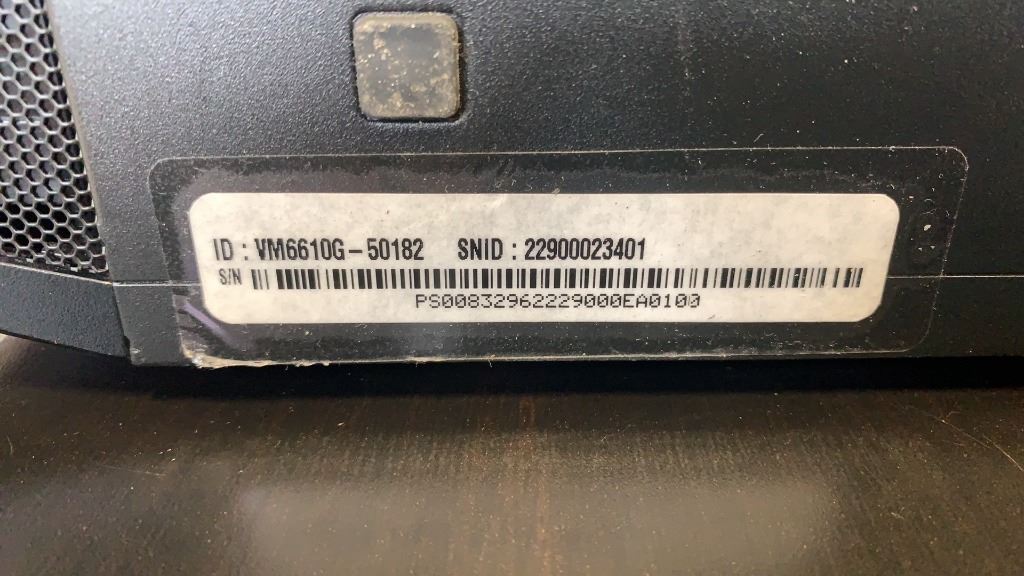 ID : VM6610G-50182 SNID : 22900023401
S/N
PS00832962229000EA0100